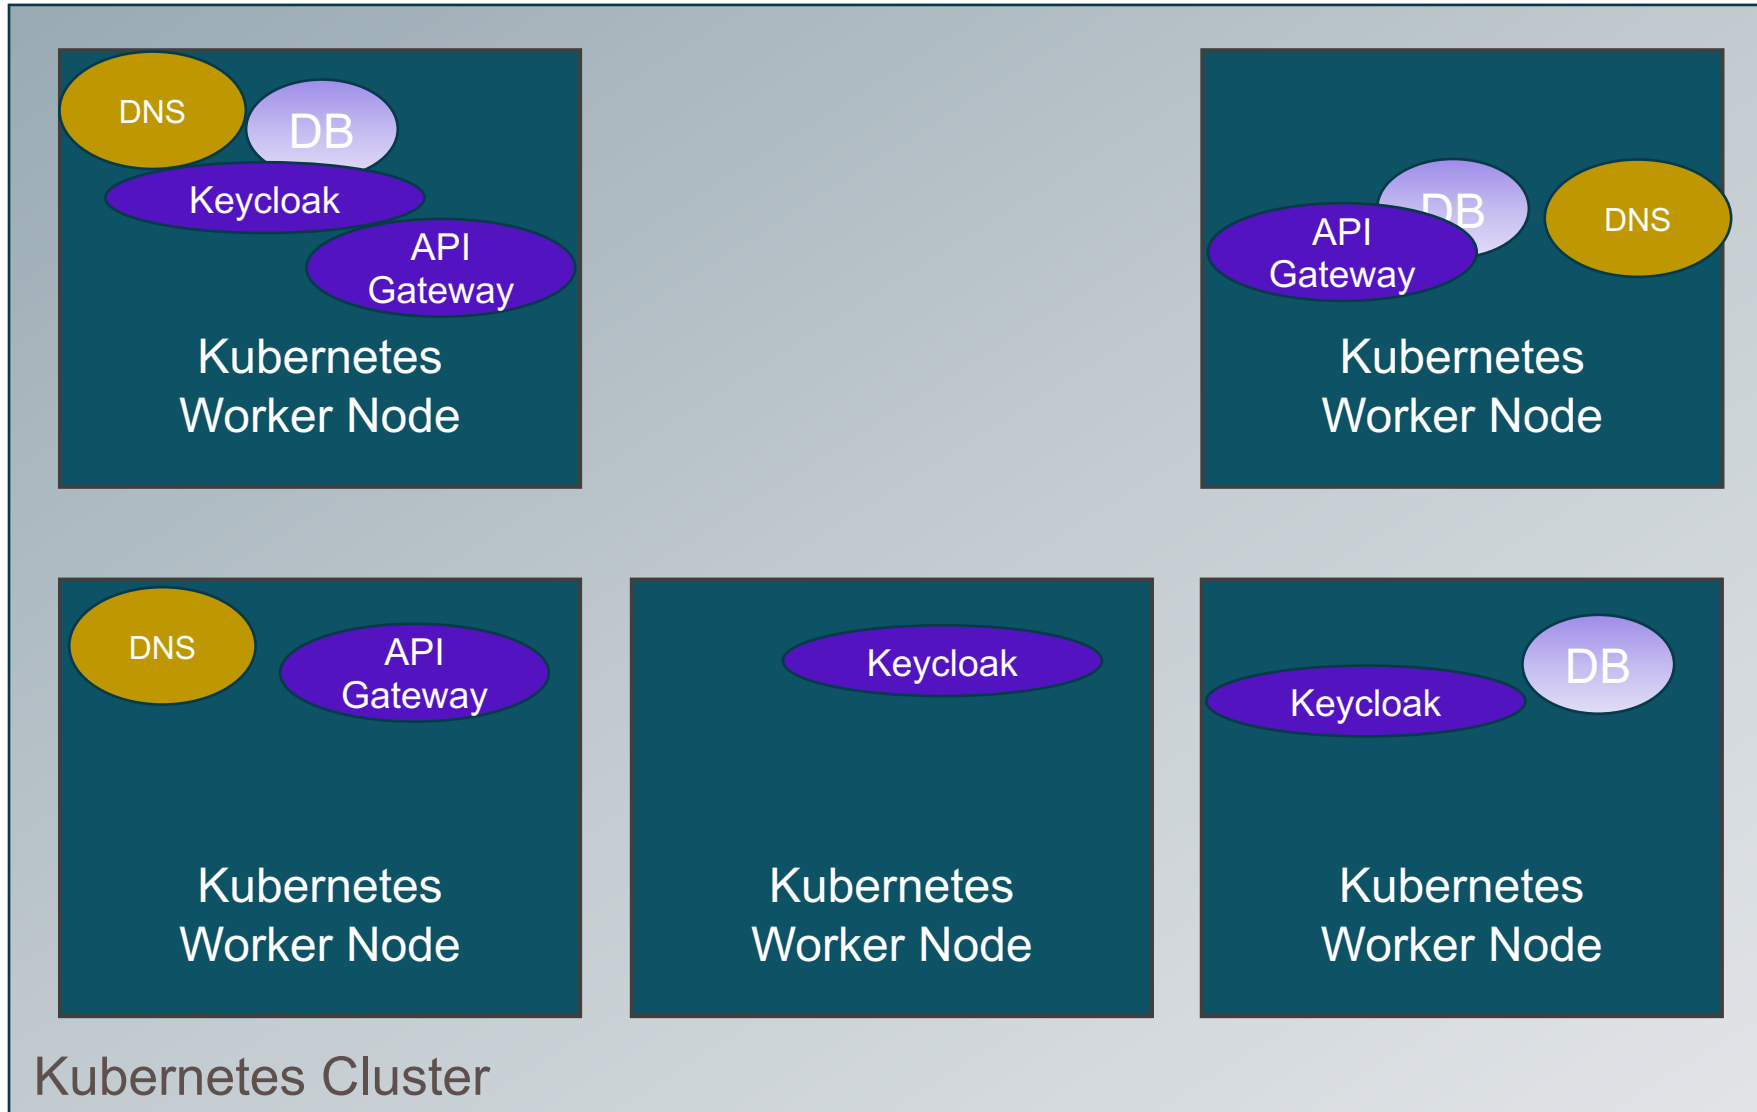 DNS
DB
Keycloak
API
Gateway
Kubernetes
Worker Node
DB
DNS
API
Gateway
Kubernetes
Worker Node
DNS
API
Gateway
Kubernetes
Worker Node
Keycloak
Kubernetes
Worker Node
Keycloak
DB
Kubernetes
Worker Node
Kubernetes Cluster